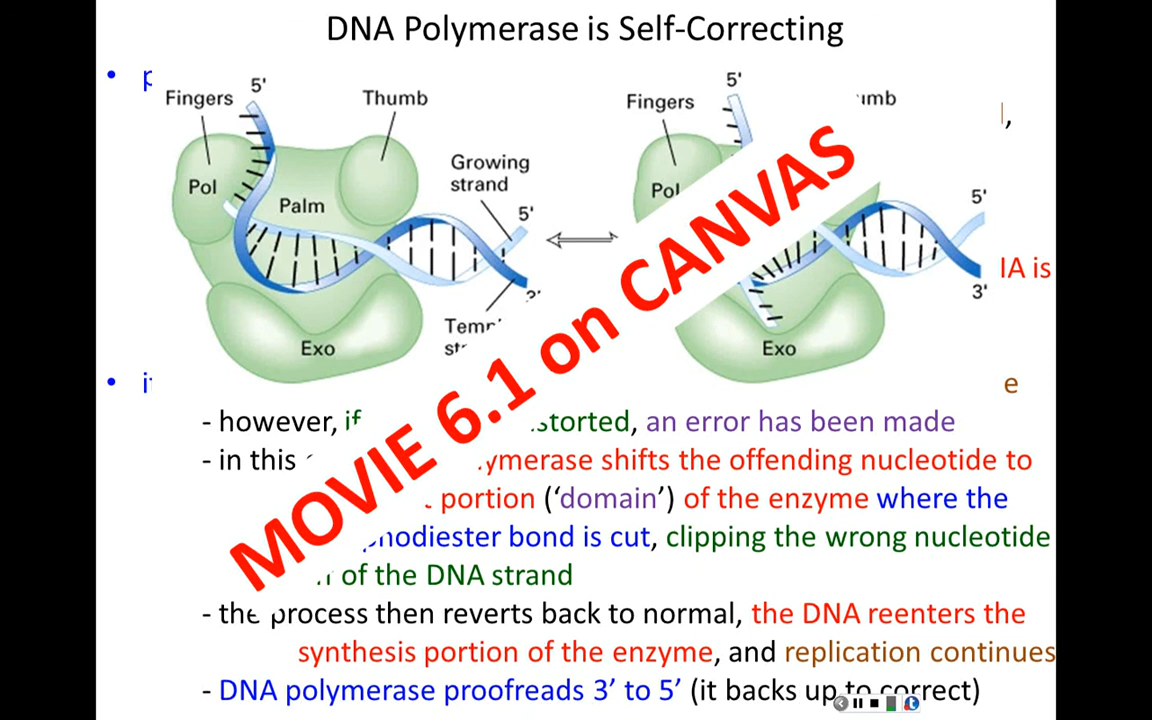 DNA Polymerase is Self-Correcting
5'
Fingers
Thumb
Pol
Palm
Growing
strand
5'
Exo
5'
Fingers
Pol
5'
3'
Exo
MOVIE 6.1 on CANVAS
is
- however, if an error has been made
- in this shifts the offending nucleotide to
portion ('domain') of the enzyme where the
bond is cut, clipping the wrong nucleotide
of the DNA strand
- the process then reverts back to normal, the DNA reenters the
synthesis portion of the enzyme, and replication continues
- DNA polymerase proofreads 3' to 5' (it backs up to correct)